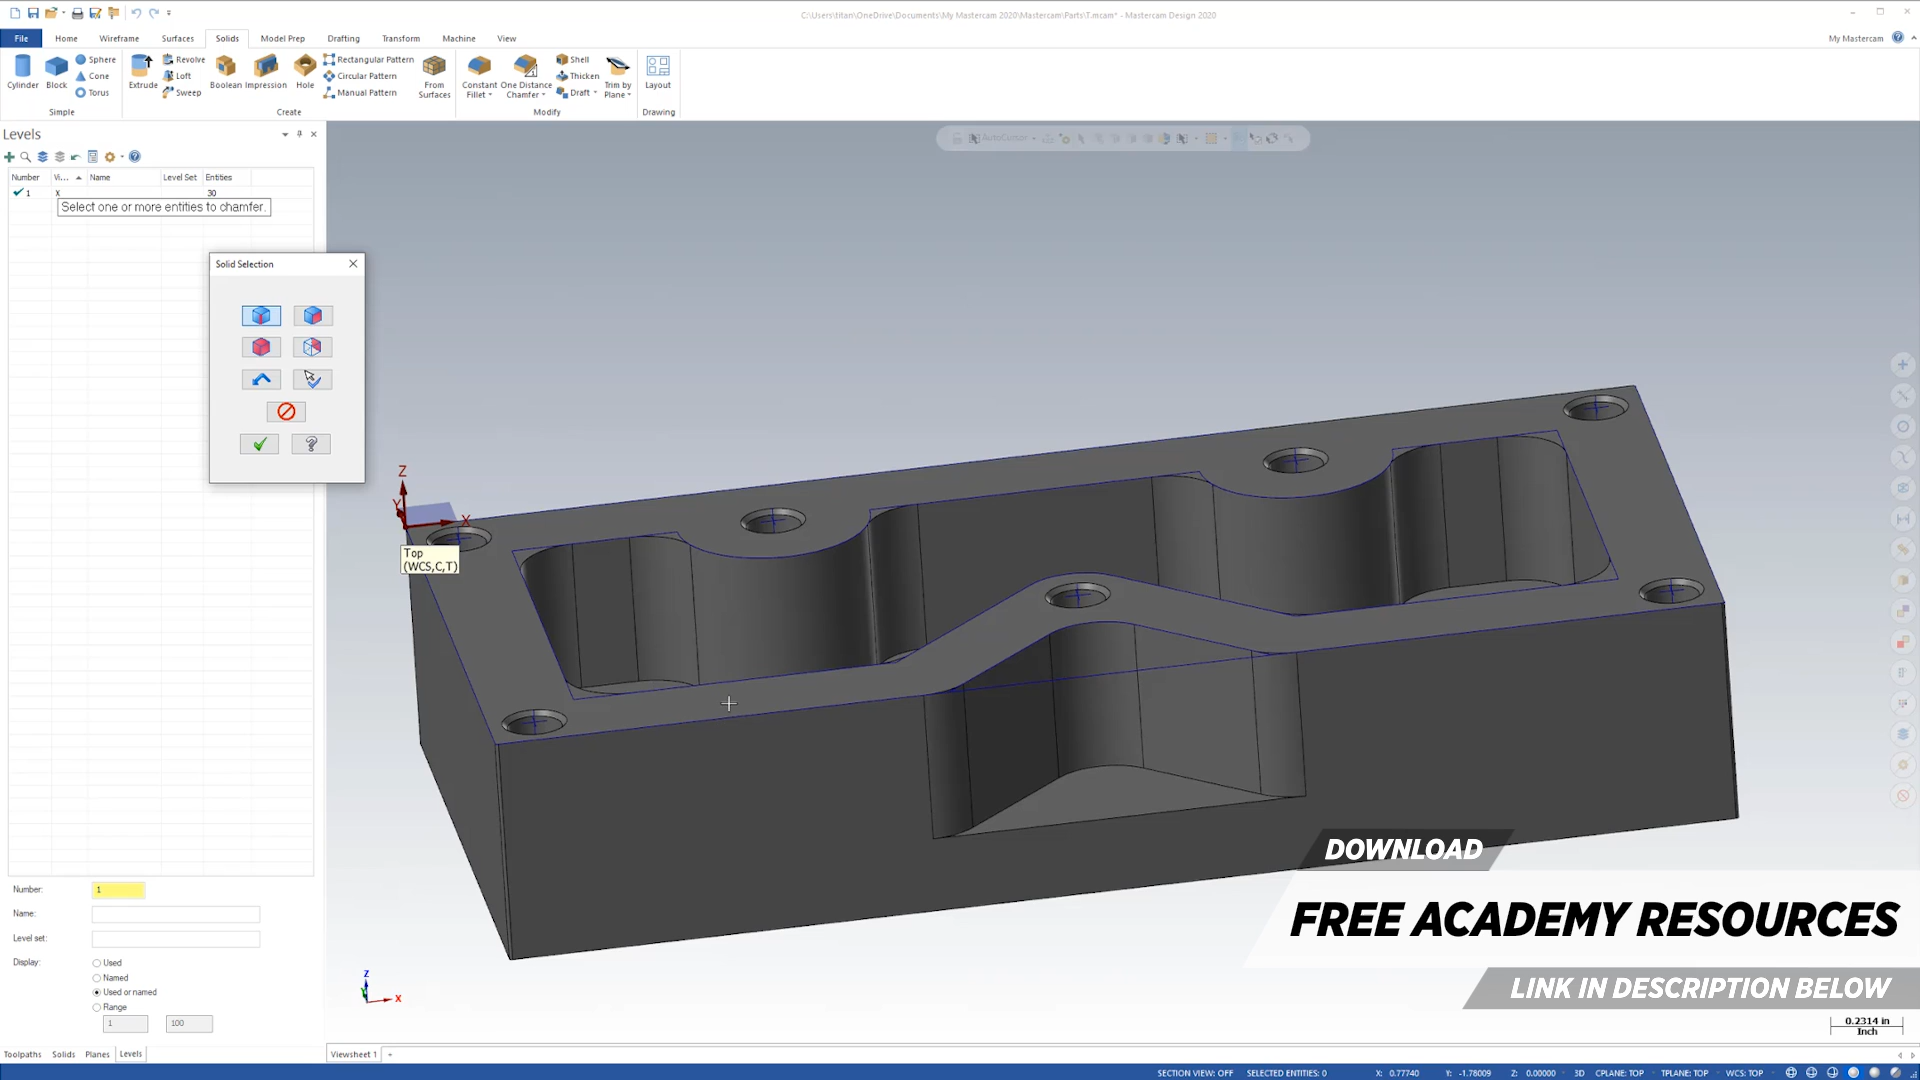 C:\Users\titan\OneDrive\Documents\My Mastercam 2020\Mastercam\Parts\T.mcam* - Mastercam Design 2020
File Home Wireframe Surfaces Solids Model Prep Drafting Transform Machine View My Mastercam
Cylinder Block Sphere Cone Torus Extrude Revolve Loft Sweep Boolean Impression Hole Rectangular Pattern Circular Pattern Manual Pattern From Surfaces Constant Fillet One Distance Chamfer Shell Thicken Draft Trim by Plane Layout
Simple Create Modify Drawing
Levels
AutoCursor
Number Vi... Name Level Set Entities
1 X 30
Select one or more entities to chamfer.
Solid Selection
Z
Y
X
Top
(WCS,C,T)
DOWNLOAD
FREE ACADEMY RESOURCES
LINK IN DESCRIPTION BELOW
Number: 1
Name:
Level set:
Display: Used
Named
Used or named
Range
1 100
Z
X
0.2314 in
Inch
Toolpaths Solids Planes Levels Viewsheet 1
SECTION VIEW: OFF SELECTED ENTITIES: 0 X: 0.77740 Y: -1.78009 Z: 0.00000 3D CPLANE: TOP TPLANE: TOP WCS: TOP